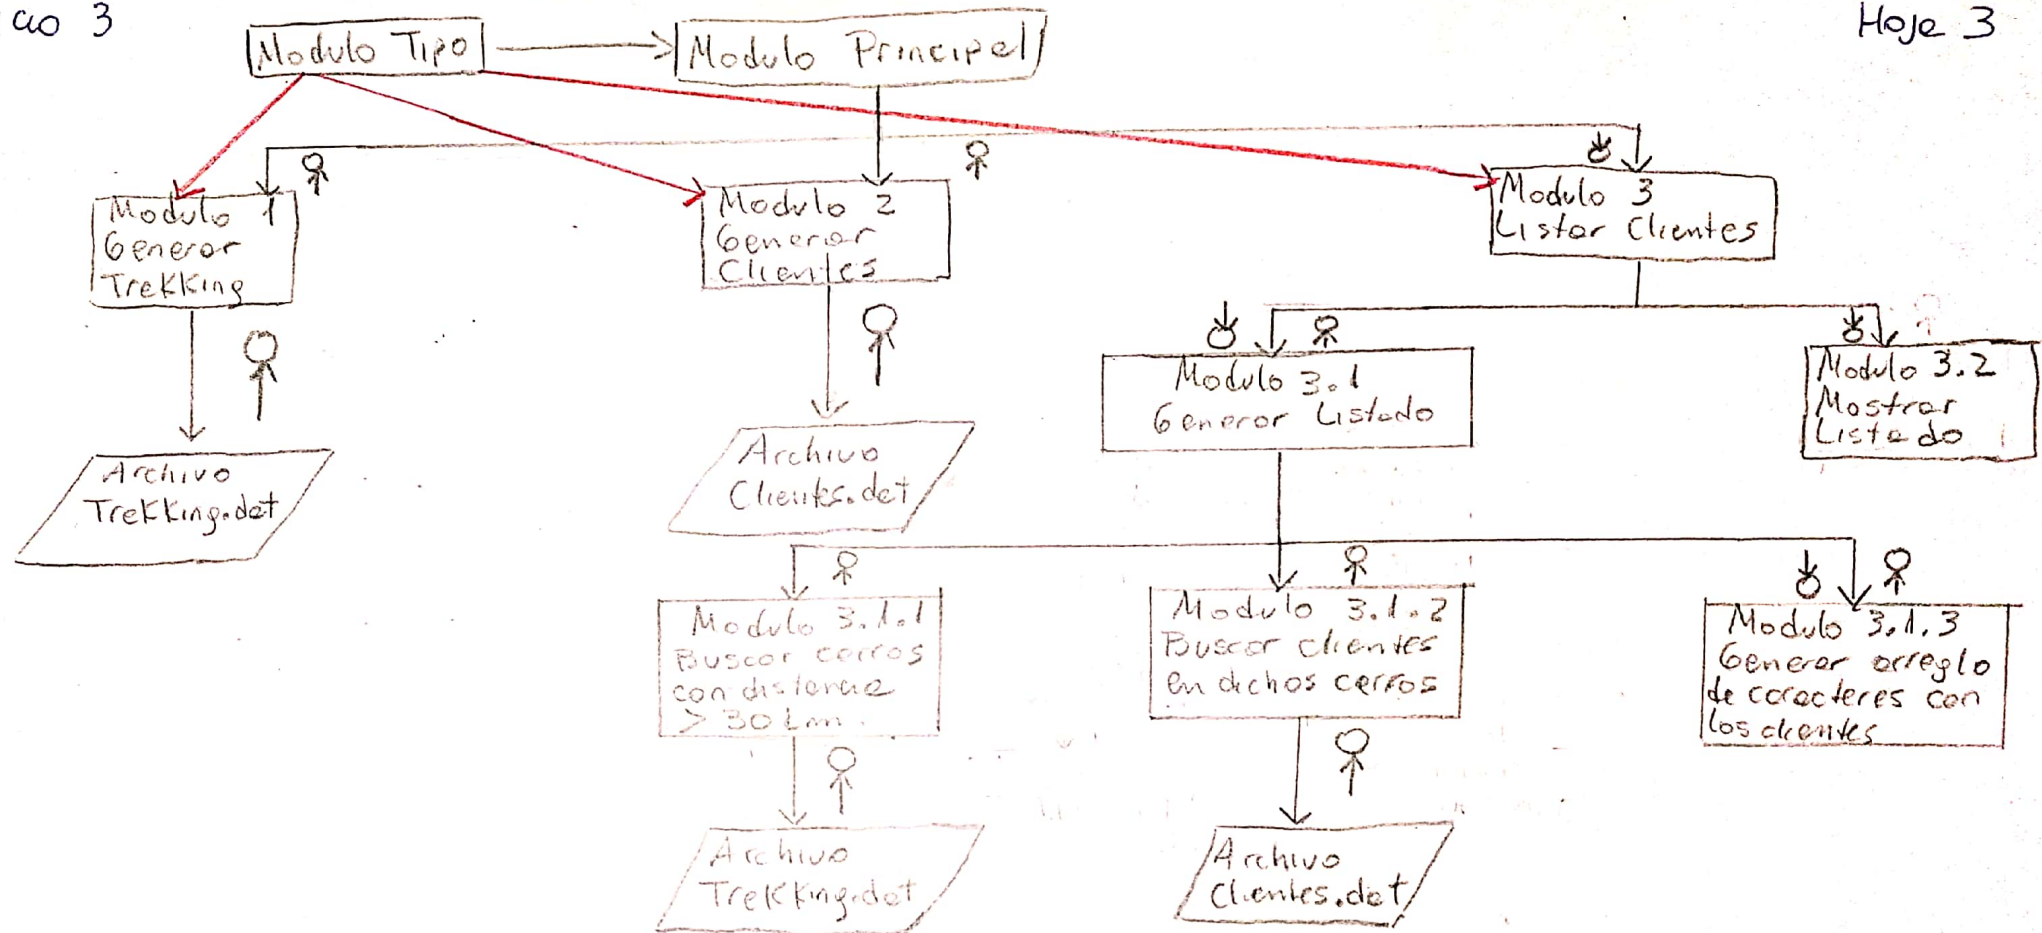 cio 3
Hoje 3
Modulo Tipo
Modulo Principal
Modulo 1
Generar
Trekking
Modulo 2
Generar
Clientes
Modulo 3
Listar Clientes
Modulo 3.1
Generar Listado
Modulo 3.2
Mostrar
Listado
Archivo
Trekking.dat
Archivo
Clientes.dat
Modulo 3.1.1
Buscar cerros
con distancia
> 30 km.
Modulo 3.1.2
Buscar clientes
en dichos cerros
Modulo 3.1.3
Generar arreglo
de caracteres con
los clientes
Archivo
Trekking.dat
Archivo
Clientes.dat